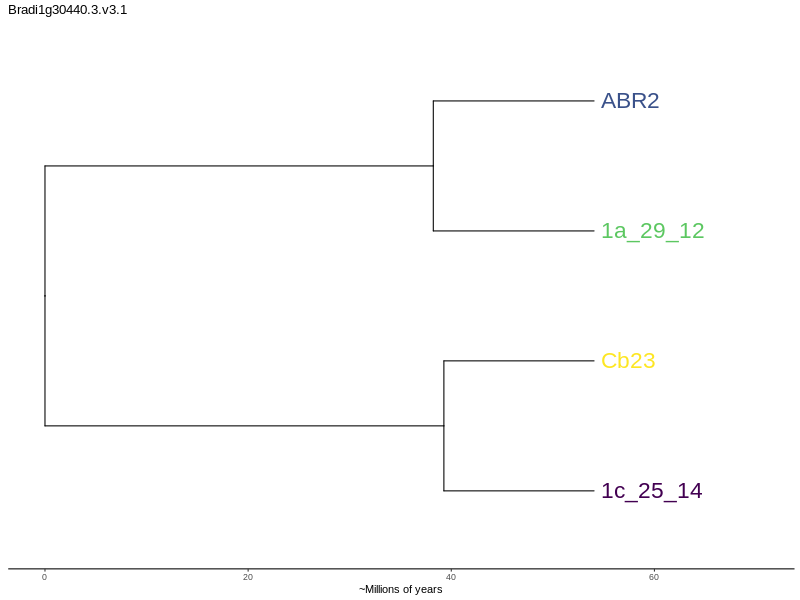 Bradi1g30440.3.v3.1
ABR2
1a_29_12
Cb23
1c_25_14
0 20 40 60
~Millions of years